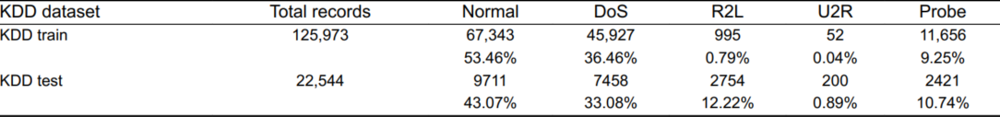 KDD dataset Total records Normal DoS R2L U2R Probe
KDD train 125,973 67,343 45,927 995 52 11,656
53.46% 36.46% 0.79% 0.04% 9.25%
KDD test 22,544 9711 7458 2754 200 2421
43.07% 33.08% 12.22% 0.89% 10.74%